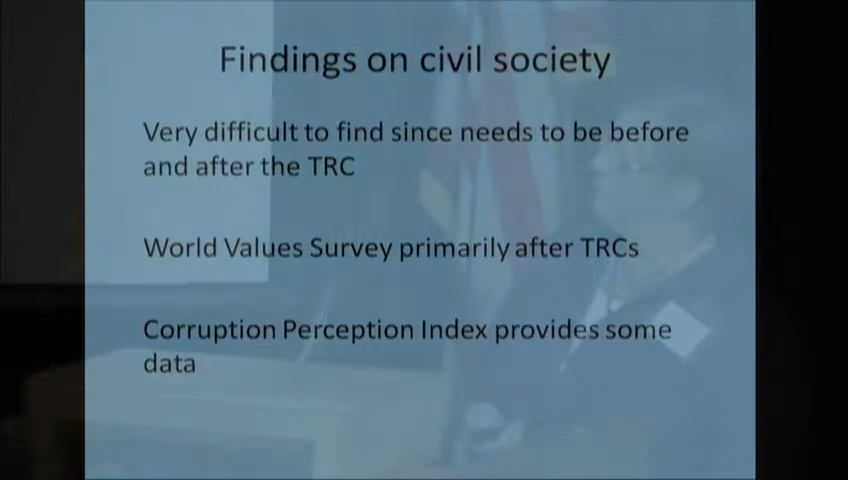 Findings on civil society
Very difficult to find since needs to be before
and after the TRC
World Values Survey primarily after TRCs
Corruption Perception Index provides some
data